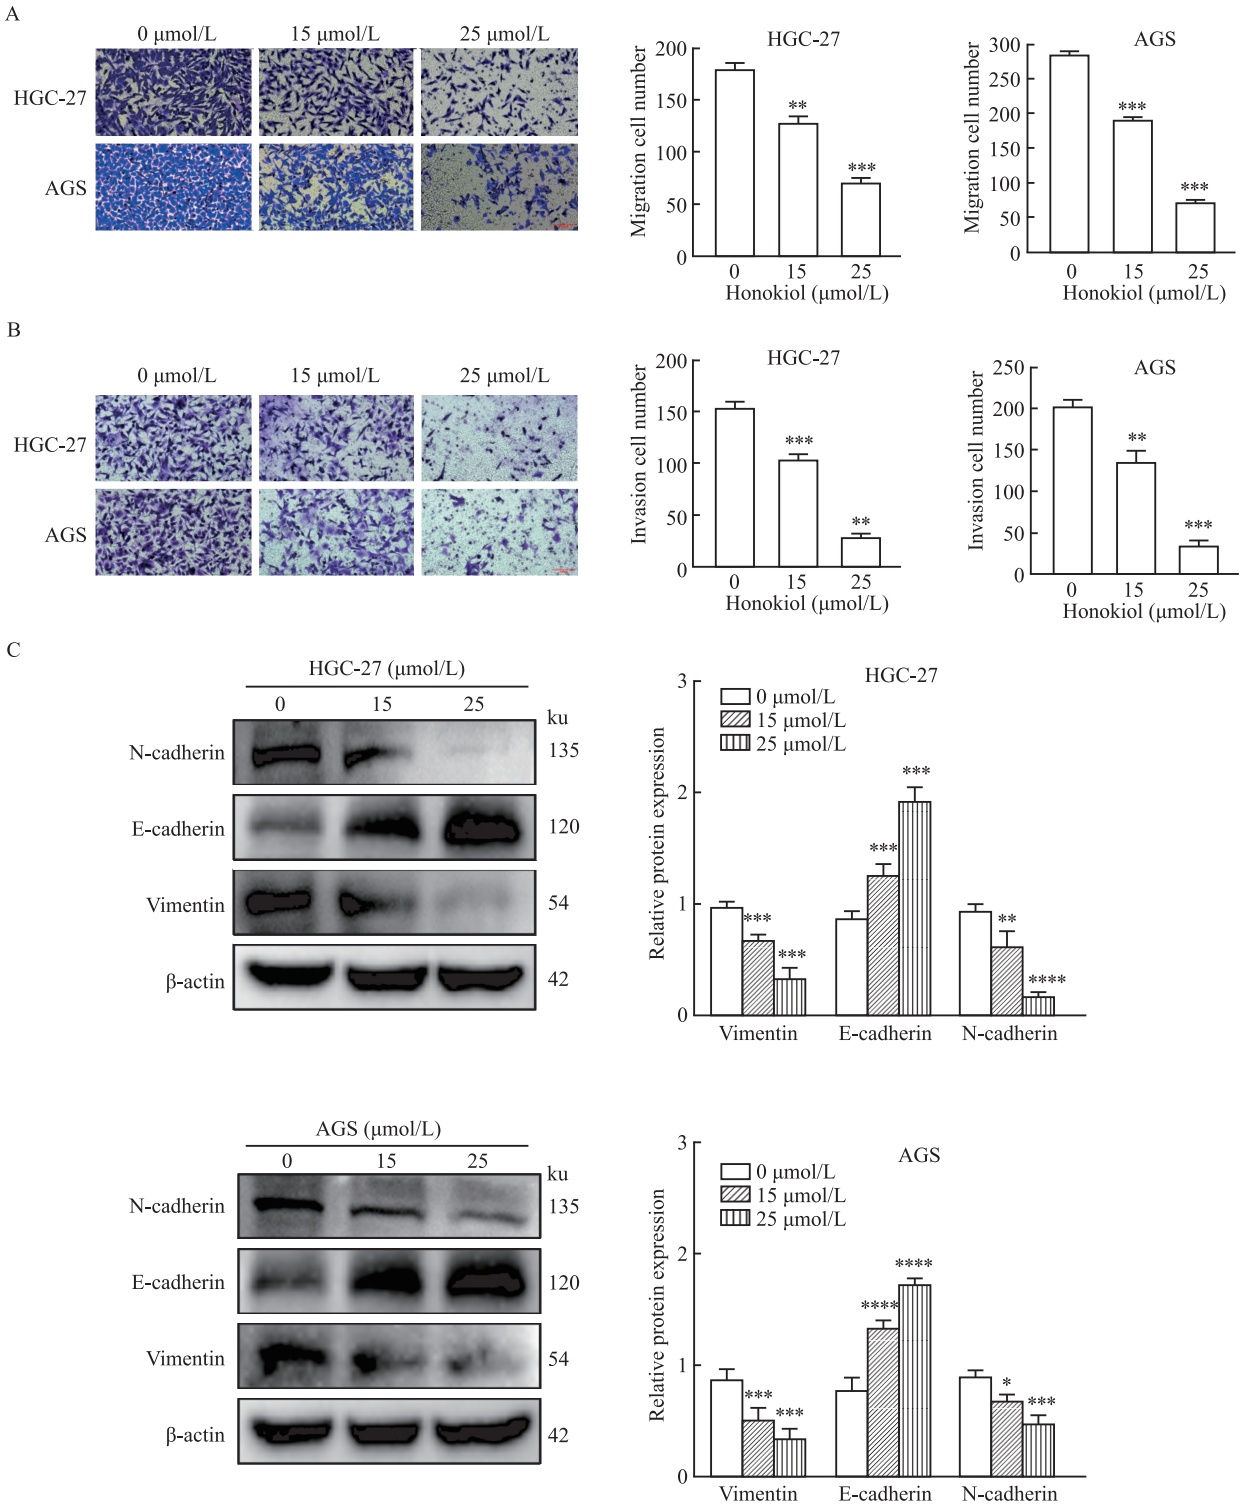 A
0 μmol/L 15 μmol/L 25 μmol/L
HGC-27
AGS
HGC-27
Migration cell number
200
150
100
50
0
**
***
0 15 25
Honokiol (μmol/L)
AGS
Migration cell number
300
250
200
150
100
50
0
***
***
0 15 25
Honokiol (μmol/L)
B
0 μmol/L 15 μmol/L 25 μmol/L
HGC-27
AGS
HGC-27
Invasion cell number
200
150
100
50
0
***
**
0 15 25
Honokiol (μmol/L)
AGS
Invasion cell number
250
200
150
100
50
0
**
***
0 15 25
Honokiol (μmol/L)
C
HGC-27 (μmol/L)
0 15 25
ku
N-cadherin 135
E-cadherin 120
Vimentin 54
β-actin 42
HGC-27
0 μmol/L
15 μmol/L
25 μmol/L
Relative protein expression
3
2
1
0
*** ***
*** ***
** ****
Vimentin E-cadherin N-cadherin
AGS (μmol/L)
0 15 25
ku
N-cadherin 135
E-cadherin 120
Vimentin 54
β-actin 42
AGS
0 μmol/L
15 μmol/L
25 μmol/L
Relative protein expression
3
2
1
0
*** ***
**** ****
* ***
Vimentin E-cadherin N-cadherin